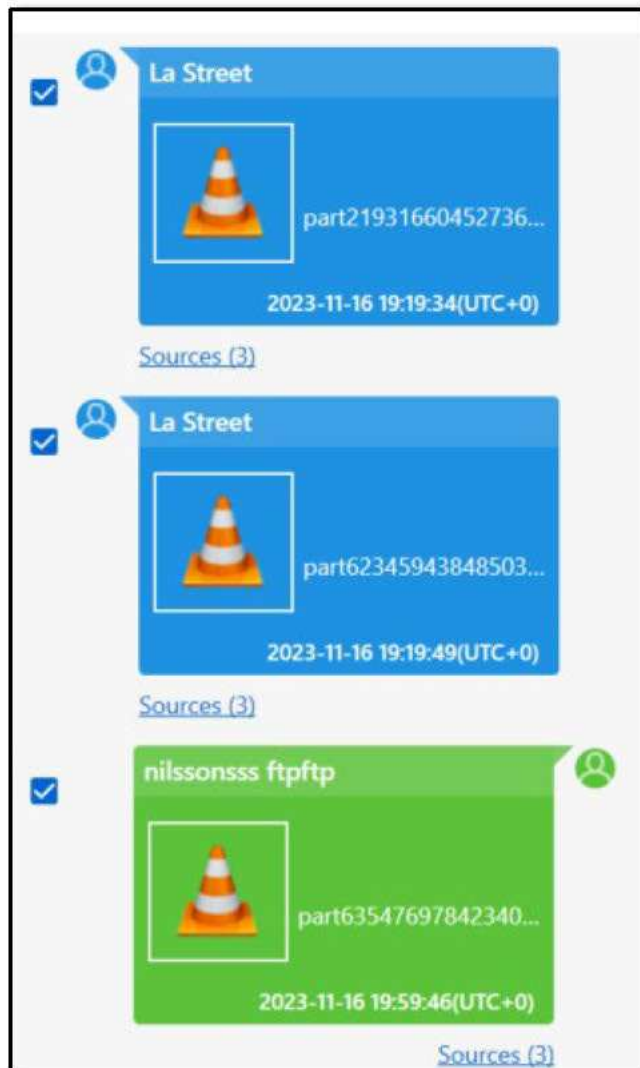 La Street
part21931660452736...
2023-11-16 19:19:34(UTC+0)
Sources (3)
La Street
part62345943848503...
2023-11-16 19:19:49(UTC+0)
Sources (3)
nilssonsss ftpftp
part63547697842340...
2023-11-16 19:59:46(UTC+0)
Sources (3)